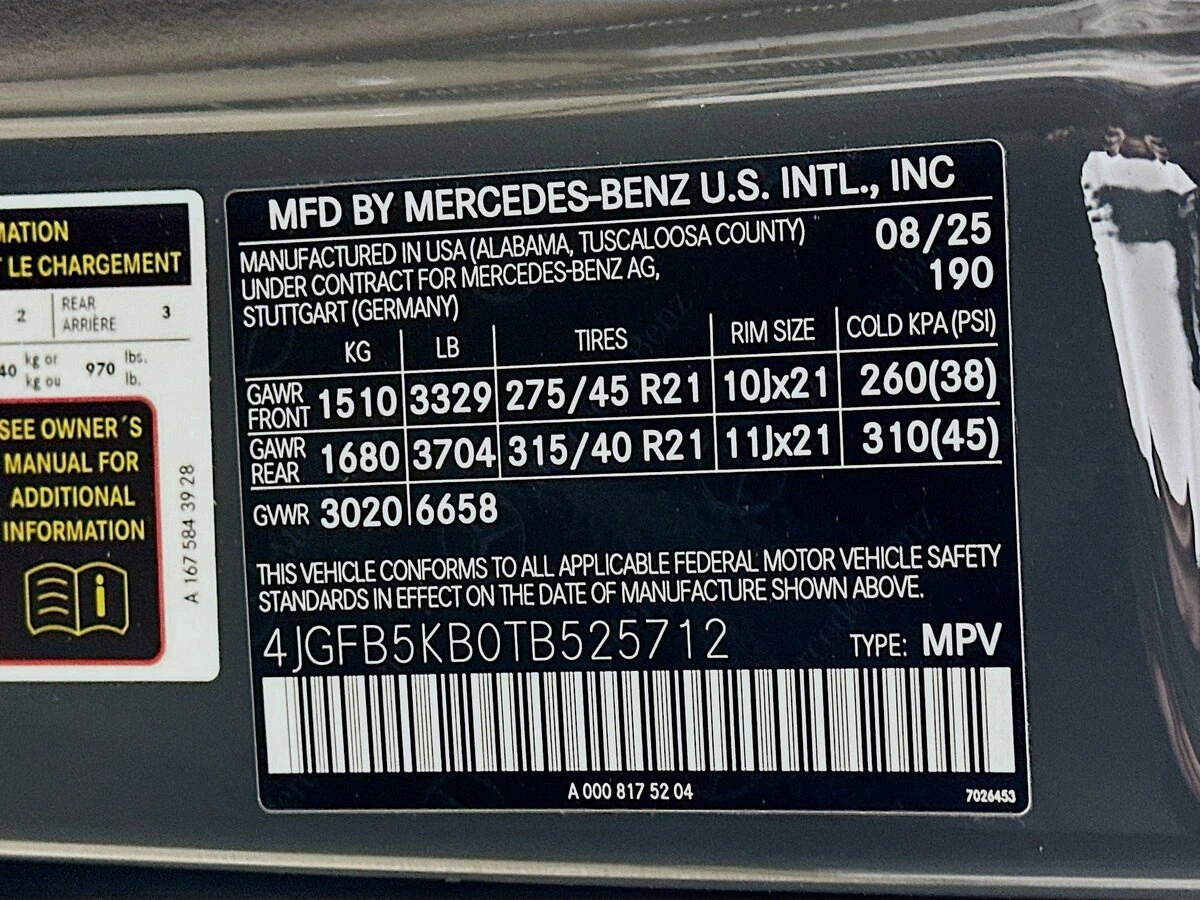 MATION
T LE CHARGEMENT
2 REAR 3
ARRIÈRE
40 kg or 970 lbs.
kg ou lb.
SEE OWNER´S
MANUAL FOR
ADDITIONAL
INFORMATION
i
A 167 584 39 28
MFD BY MERCEDES-BENZ U.S. INTL., INC
MANUFACTURED IN USA (ALABAMA, TUSCALOOSA COUNTY) 08/25
UNDER CONTRACT FOR MERCEDES-BENZ AG, 190
STUTTGART (GERMANY)
KG LB TIRES RIM SIZE COLD KPA (PSI)
GAWR FRONT 1510 3329 275/45 R21 10Jx21 260(38)
GAWR REAR 1680 3704 315/40 R21 11Jx21 310(45)
GVWR 3020 6658
THIS VEHICLE CONFORMS TO ALL APPLICABLE FEDERAL MOTOR VEHICLE SAFETY
STANDARDS IN EFFECT ON THE DATE OF MANUFACTURE SHOWN ABOVE.
4JGFB5KB0TB525712 TYPE: MPV
A 000 817 52 04 7026453